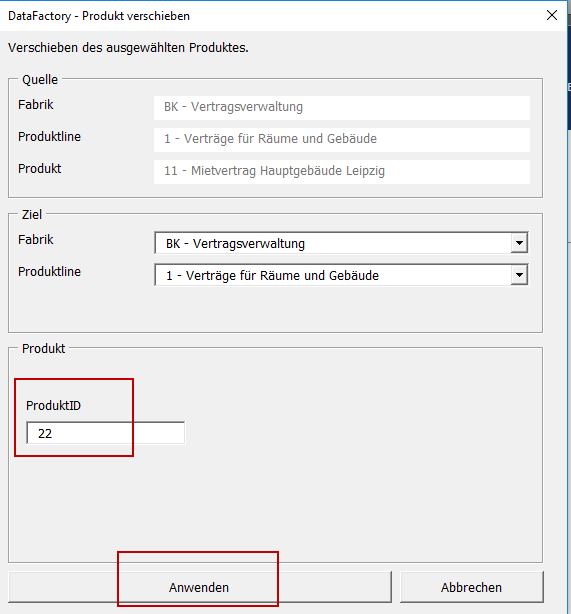 DataFactory - Produkt verschieben
Verschieben des ausgewählten Produktes.
Quelle
Fabrik
BK - Vertragsverwaltung
Produktline
1 - Verträge für Räume und Gebäude
Produkt
11 - Mietvertrag Hauptgebäude Leipzig
Ziel
Fabrik
BK - Vertragsverwaltung
Produktline
1 - Verträge für Räume und Gebäude
Produkt
ProduktID
22
Anwenden
Abbrechen